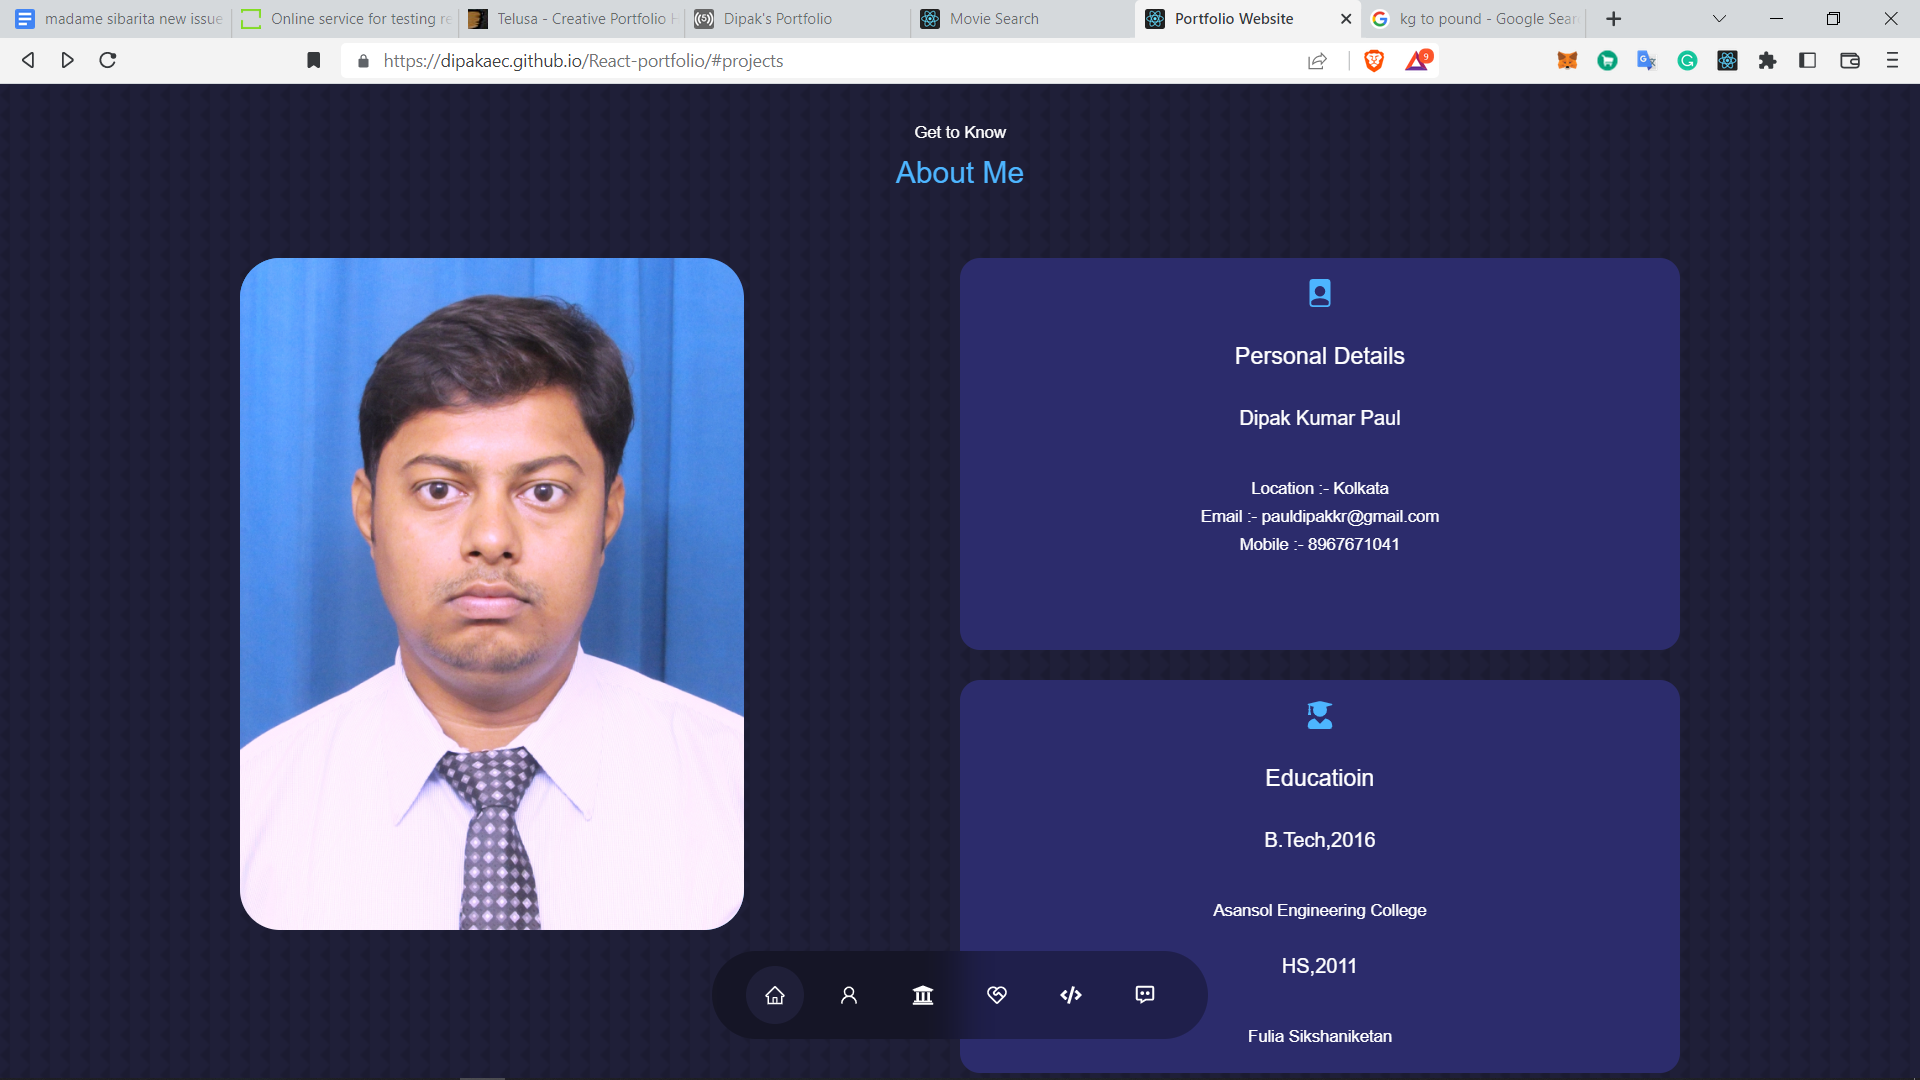 madame sibarita new issue
Online service for testing re
Telusa - Creative Portfolio H
Dipak's Portfolio
Movie Search
Portfolio Website
kg to pound - Google Sear
https://dipakaec.github.io/React-portfolio/#projects
9
Get to Know
About Me
Personal Details
Dipak Kumar Paul
Location :- Kolkata
Email :- pauldipakkr@gmail.com
Mobile :- 8967671041
Educatioin
B.Tech,2016
Asansol Engineering College
HS,2011
Fulia Sikshaniketan